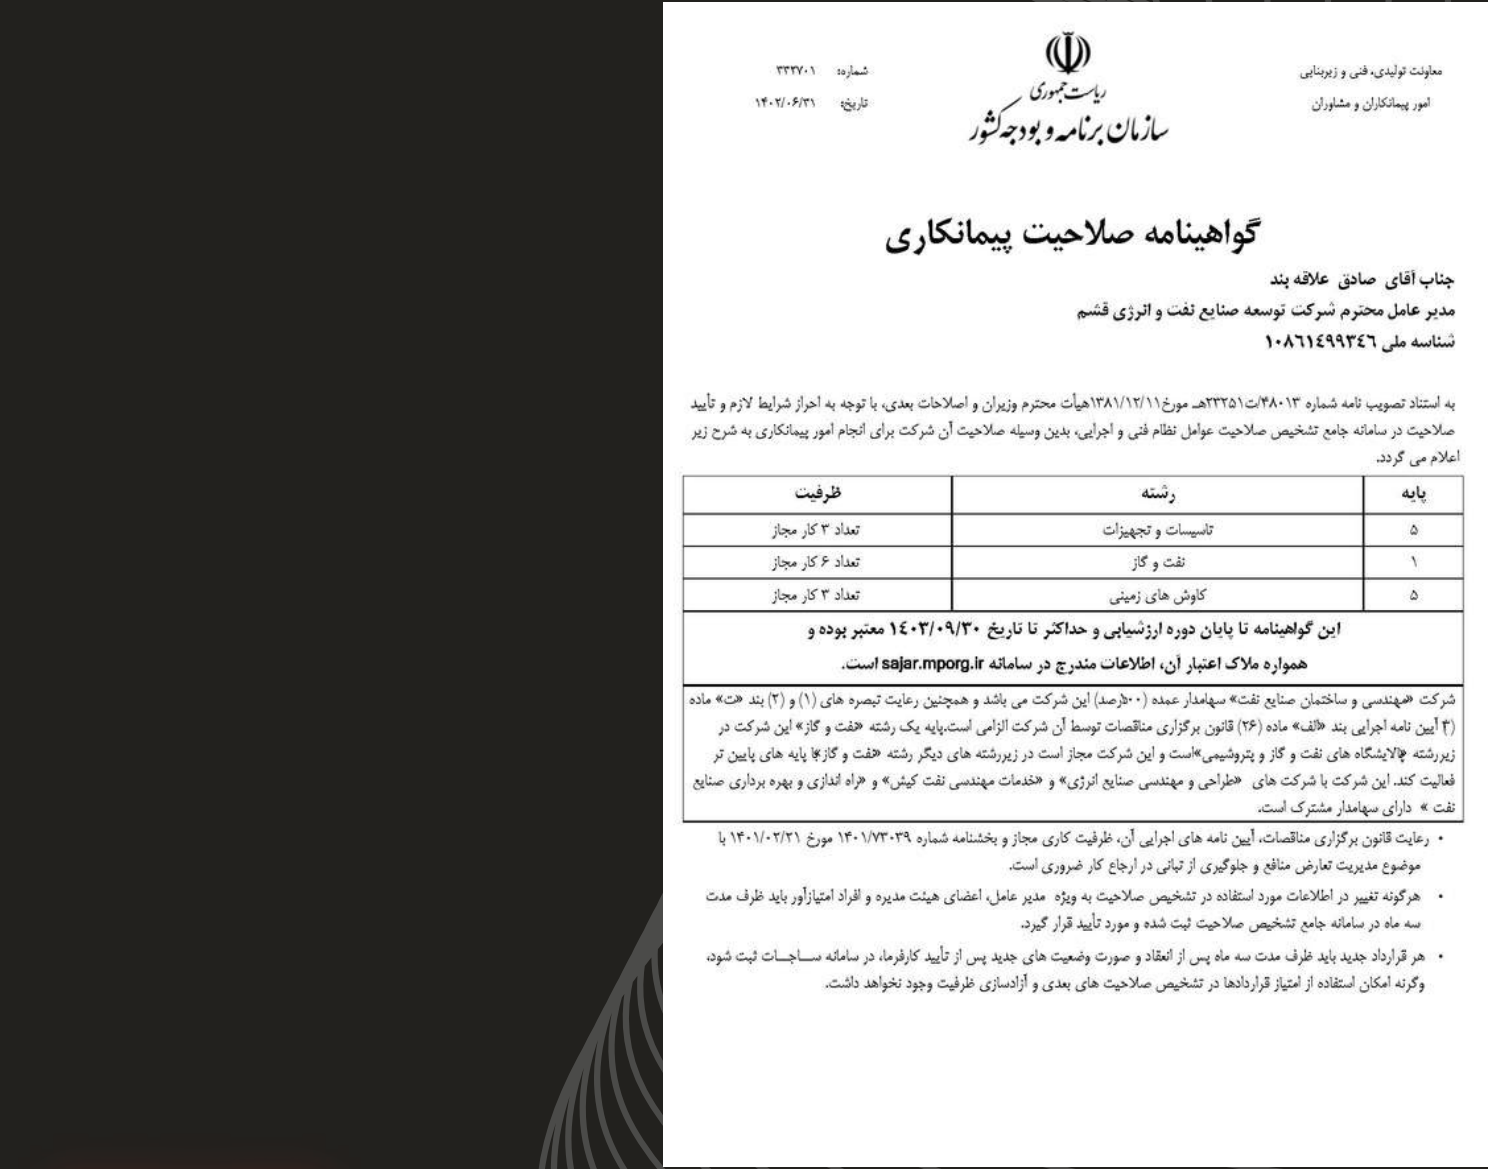 معاونت تولیدی، فنی و زیربنایی
امور پیمانکاران و مشاوران
ریاست جمهوری
سازمان برنامه و بودجه کشور
شماره: ۳۳۲۷۰۱
تاریخ: ۱۴۰۲/۰۶/۳۱
گواهینامه صلاحیت پیمانکاری
جناب آقای صادق علاقه بند
مدیر عامل محترم شرکت توسعه صنایع نفت و انرژی قشم
شناسه ملی ۱۰۸۶۱٤۹۹۳٤٦
به استناد تصویب نامه شماره ۴۸۰۱۳/ت۲۳۲۵۱هـ مورخ۱۳۸۱/۱۲/۱۱هیأت محترم وزیران و اصلاحات بعدی، با توجه به احراز شرایط لازم و تأیید
صلاحیت در سامانه جامع تشخیص صلاحیت عوامل نظام فنی و اجرایی، بدین وسیله صلاحیت آن شرکت برای انجام امور پیمانکاری به شرح زیر
اعلام می گردد.
پایه رشته ظرفیت
۵ تاسیسات و تجهیزات تعداد ۳ کار مجاز
۱ نفت و گاز تعداد ۶ کار مجاز
۵ کاوش های زمینی تعداد ۳ کار مجاز
این گواهینامه تا پایان دوره ارزشیابی و حداکثر تا تاریخ ۱٤۰۳/۰۹/۳۰ معتبر بوده و
همواره ملاک اعتبار آن، اطلاعات مندرج در سامانه sajar.mporg.ir است.
شرکت «مهندسی و ساختمان صنایع نفت» سهامدار عمده (۱۰۰درصد) این شرکت می باشد و همچنین رعایت تبصره های (۱) و (۲) بند «ت» ماده
(۴) آیین نامه اجرایی بند «الف» ماده (۲۶) قانون برگزاری مناقصات توسط آن شرکت الزامی است.پایه یک رشته «نفت و گاز» این شرکت در
زیررشته «پالایشگاه های نفت و گاز و پتروشیمی»است و این شرکت مجاز است در زیررشته های دیگر رشته «نفت و گاز»با پایه های پایین تر
فعالیت کند. این شرکت با شرکت های «طراحی و مهندسی صنایع انرژی» و «خدمات مهندسی نفت کیش» و «راه اندازی و بهره برداری صنایع
نفت » دارای سهامدار مشترک است.
• رعایت قانون برگزاری مناقصات، آیین نامه های اجرایی آن، ظرفیت کاری مجاز و بخشنامه شماره ۱۴۰۱/۷۳۰۳۹ مورخ ۱۴۰۱/۰۲/۲۱ با
موضوع مدیریت تعارض منافع و جلوگیری از تبانی در ارجاع کار ضروری است.
• هرگونه تغییر در اطلاعات مورد استفاده در تشخیص صلاحیت به ویژه مدیر عامل، اعضای هیئت مدیره و افراد امتیازآور باید ظرف مدت
سه ماه در سامانه جامع تشخیص صلاحیت ثبت شده و مورد تأیید قرار گیرد.
• هر قرارداد جدید باید ظرف مدت سه ماه پس از انعقاد و صورت وضعیت های جدید پس از تأیید کارفرما، در سامانه ســاجــات ثبت شود،
وگرنه امکان استفاده از امتیاز قراردادها در تشخیص صلاحیت های بعدی و آزادسازی ظرفیت وجود نخواهد داشت.